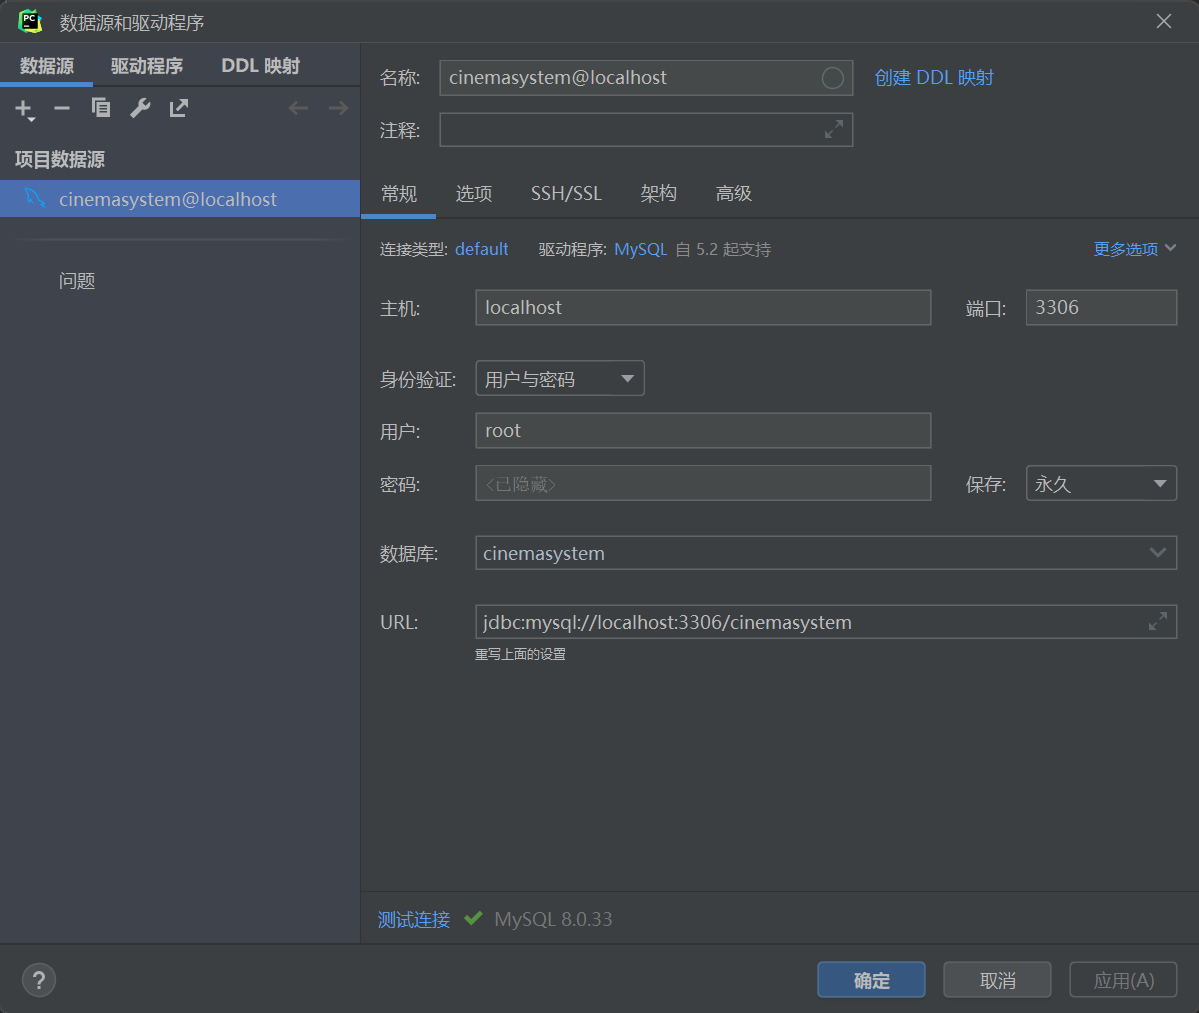 数据源和驱动程序
数据源 驱动程序 DDL 映射
项目数据源
cinemasystem@localhost
问题
名称: cinemasystem@localhost 创建 DDL 映射
注释:
常规 选项 SSH/SSL 架构 高级
连接类型: default 驱动程序: MySQL 自 5.2 起支持 更多选项
主机: localhost 端口: 3306
身份验证: 用户与密码
用户: root
密码: <已隐藏> 保存: 永久
数据库: cinemasystem
URL: jdbc:mysql://localhost:3306/cinemasystem
重写上面的设置
测试连接 MySQL 8.0.33
? 确定 取消 应用(A)